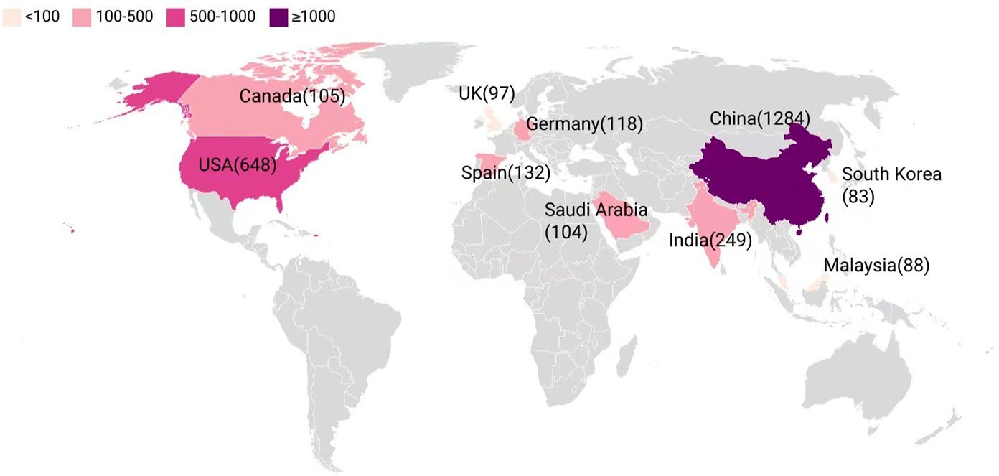 <100 100-500 500-1000 ≥1000
Canada(105)
UK(97)
Germany(118)
China(1284)
USA(648)
Spain(132)
South Korea
(83)
Saudi Arabia
(104)
India(249)
Malaysia(88)